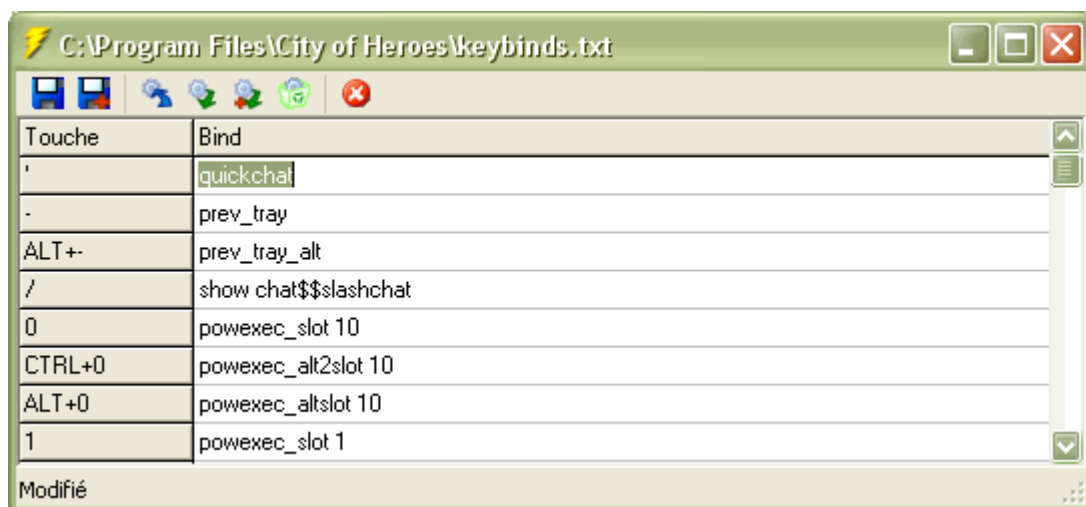 C:\Program Files\City of Heroes\keybinds.txt
Touche Bind
' quickchat
- prev_tray
ALT+- prev_tray_alt
/ show chat$$slashchat
0 powexec_slot 10
CTRL+0 powexec_alt2slot 10
ALT+0 powexec_altslot 10
1 powexec_slot 1
Modifié